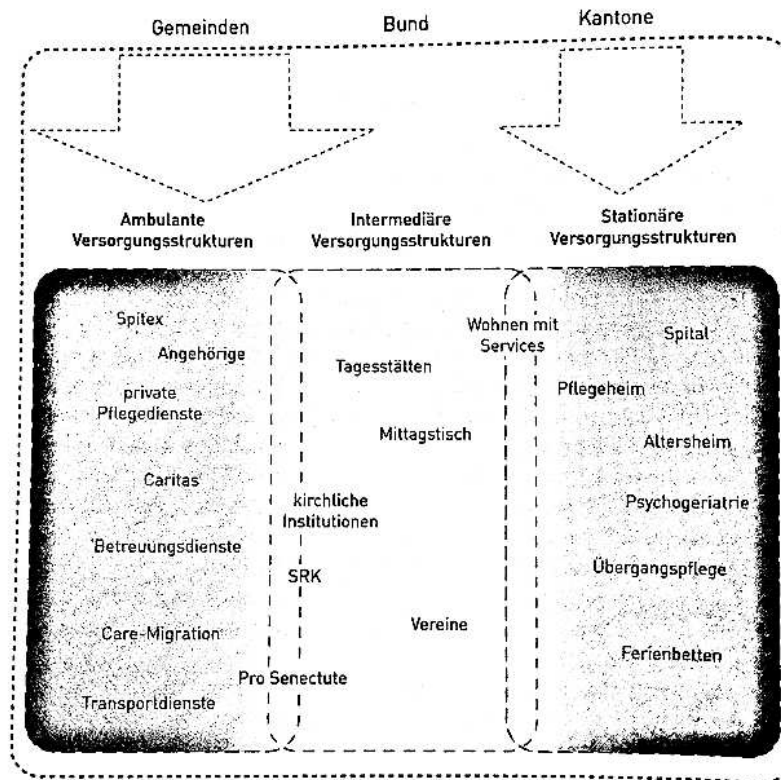 Gemeinden
Bund
Kantone
Ambulante
Versorgungsstrukturen
Intermediäre
Versorgungsstrukturen
Stationäre
Versorgungsstrukturen
Spitex
Angehörige
private
Pflegedienste
Caritas
Betreuungsdienste
Care-Migration
Transportdienste
kirchliche
Institutionen
SRK
Pro Senectute
Tagesstätten
Mittagstisch
Vereine
Wohnen mit
Services
Spital
Pflegeheim
Altersheim
Psychogeriatrie
Übergangspflege
Ferienbetten